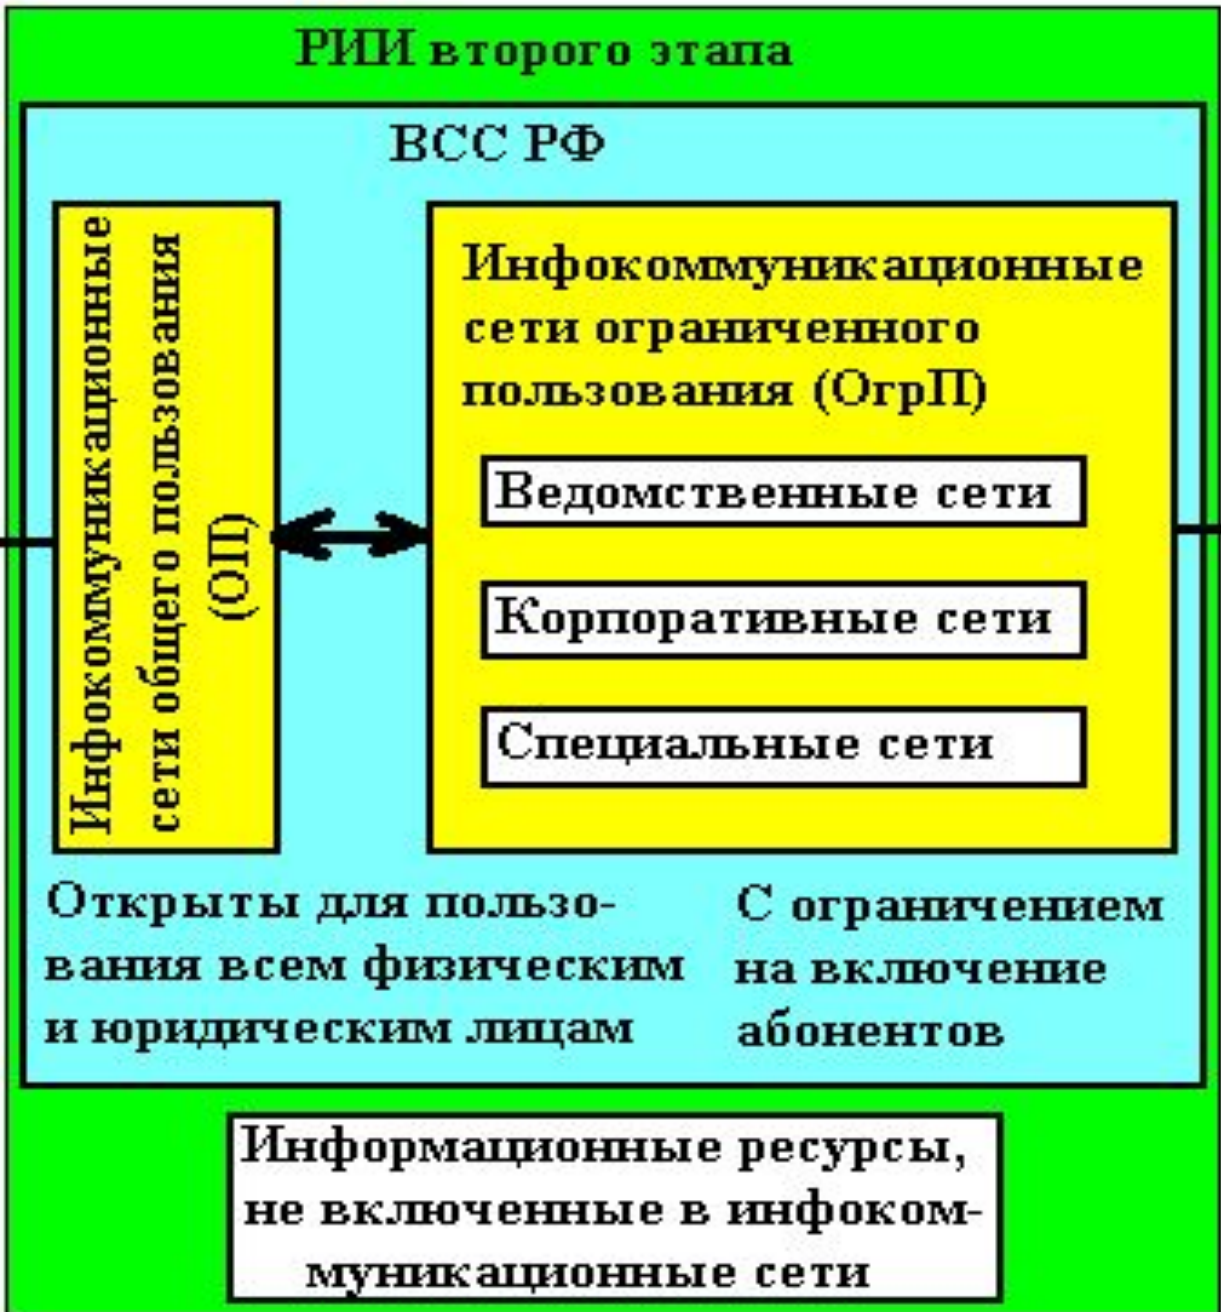 РИИ второго этапа
ВСС РФ
Инфокоммуникационные
сети общего пользования
(ОП)
Инфокоммуникационные
сети ограниченного
пользования (ОгрП)
Ведомственные сети
Корпоративные сети
Специальные сети
Открыты для пользо-
вания всем физическим
и юридическим лицам
С ограничением
на включение
абонентов
Информационные ресурсы,
не включенные в инфоком-
муникационные сети